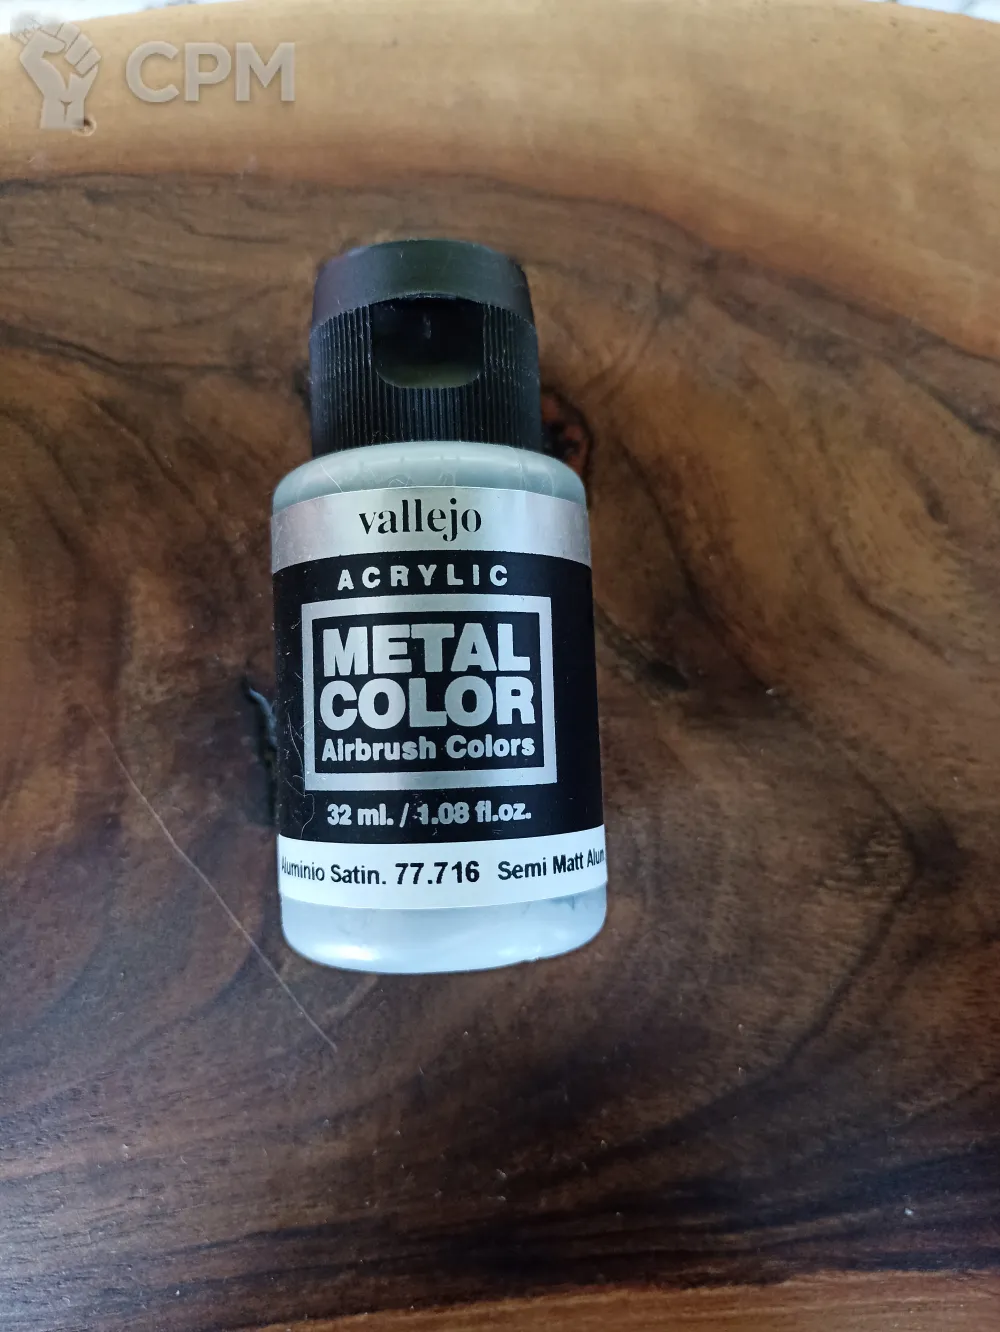 CPM
vallejo
ACRYLIC
METAL
COLOR
Airbrush Colors
32 ml. / 1.08 fl.oz.
Aluminio Satin. 77.716 Semi Matt Alum